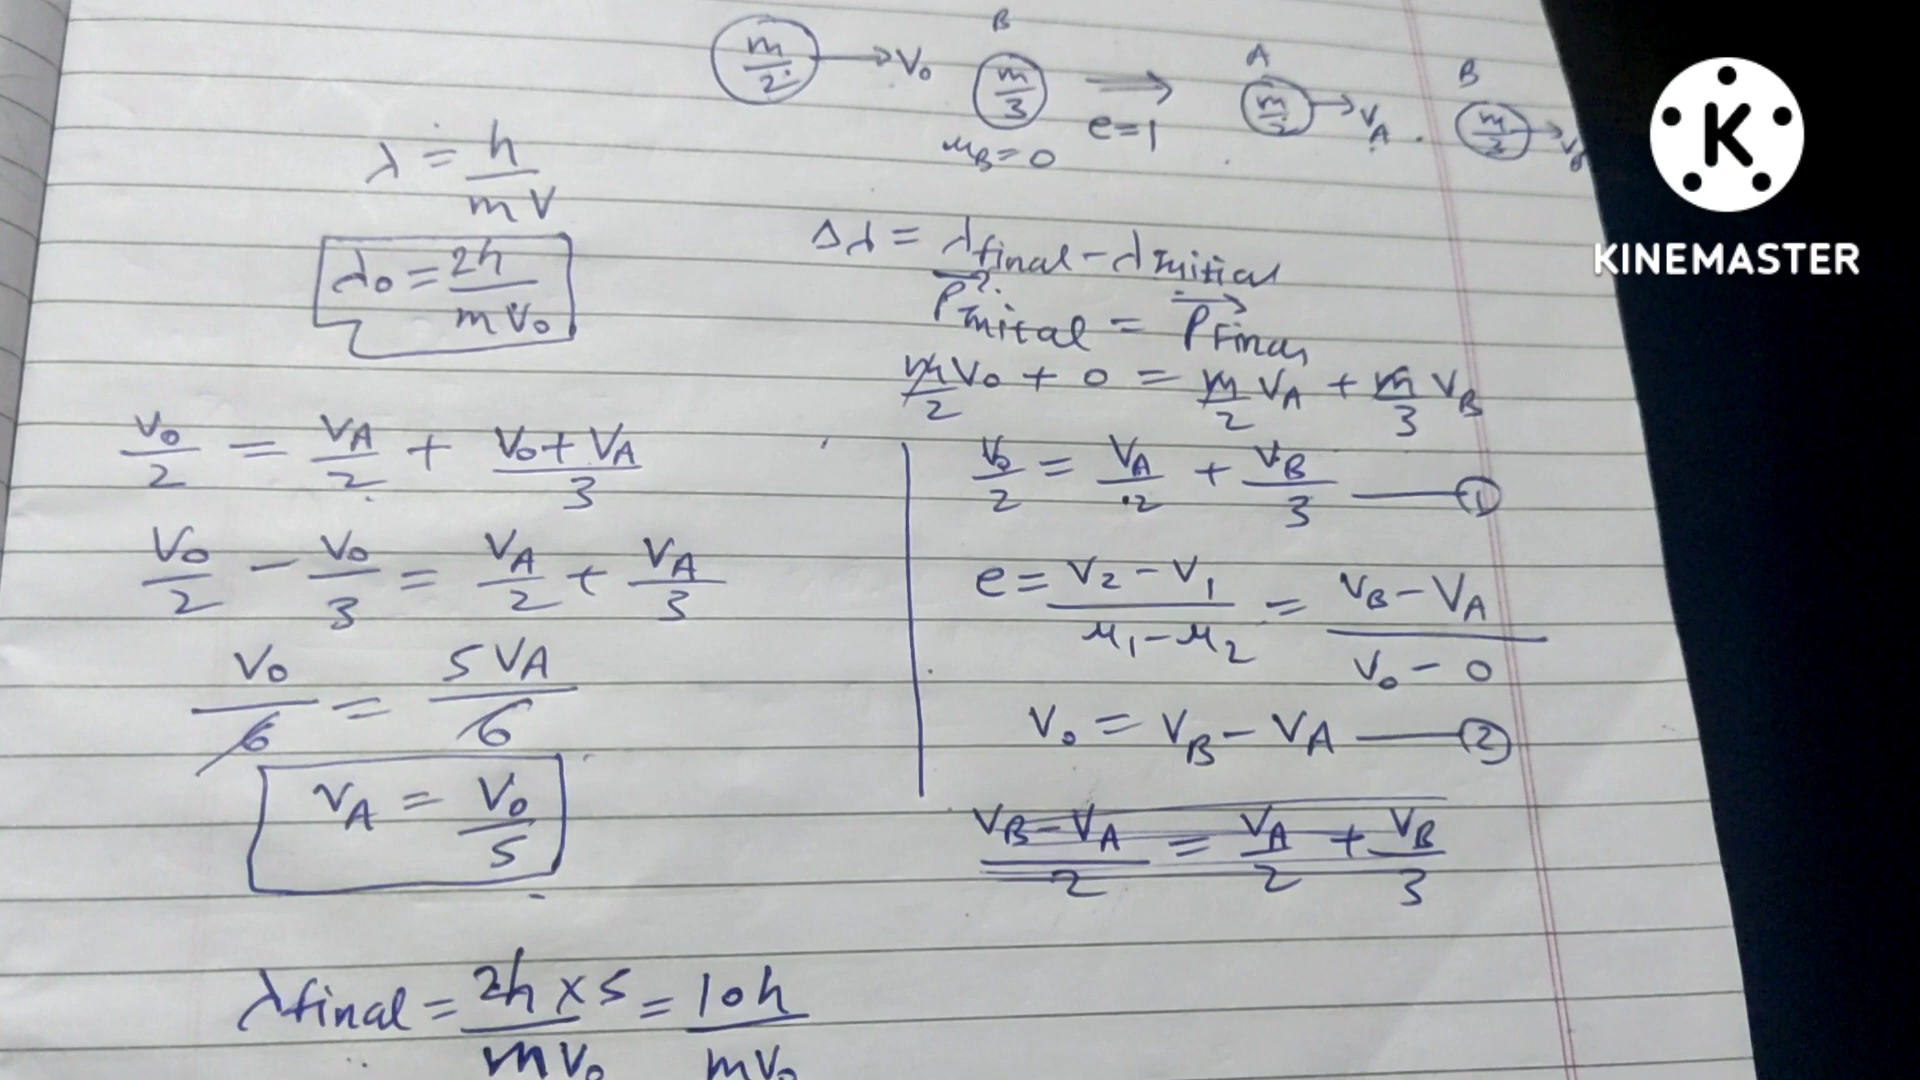 m/2 → V₀ B m/3 ⇒ A m/2 → V_A B m/3 → V_B
u_B = 0 e=1
λ = h/mV
λ₀ = 2h/mV₀
Δλ = λfinal - λInitial
PInital = PFinal
m/2 V₀ + 0 = m/2 V_A + m/3 V_B
V₀/2 = V_A/2 + V_B/3 — ①
e = V₂ - V₁/u₁ - u₂ = V_B - V_A/V₀ - 0
V₀ = V_B - V_A — ②
V_B - V_A/2 = V_A/2 + V_B/3
V₀/2 = V_A/2 + V₀ + V_A/3
V₀/2 - V₀/3 = V_A/2 + V_A/3
V₀/6 = 5V_A/6
V_A = V₀/5
λfinal = 2h × 5/mV₀ = 10h/mV₀
K
KINEMASTER